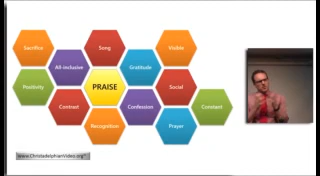 Sacrifice
Song
Visible
All-inclusive
Gratitude
Positivity
PRAISE
Social
Contrast
Confession
Constant
Recognition
Prayer
www.ChristadelphianVideo.org